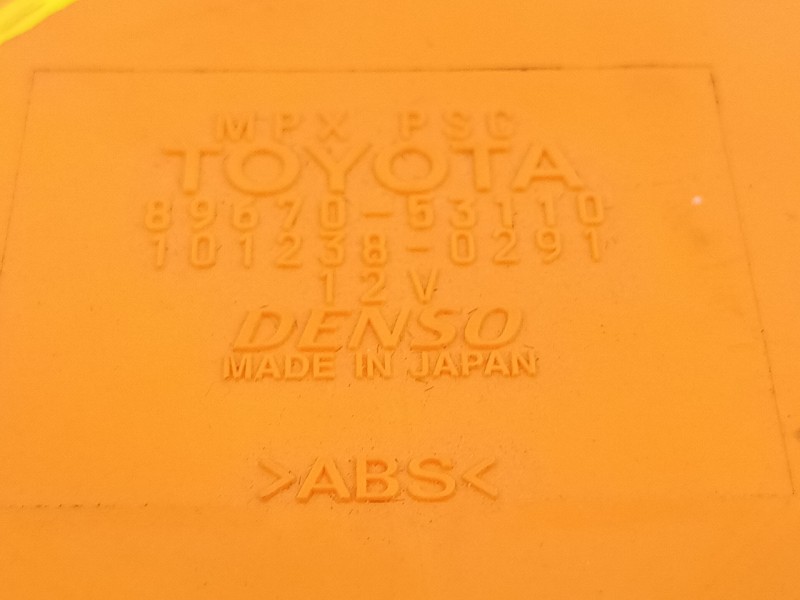 MPX PSC
TOYOTA
89670-53110
101238-0291
12V
DENSO
MADE IN JAPAN
>ABS<